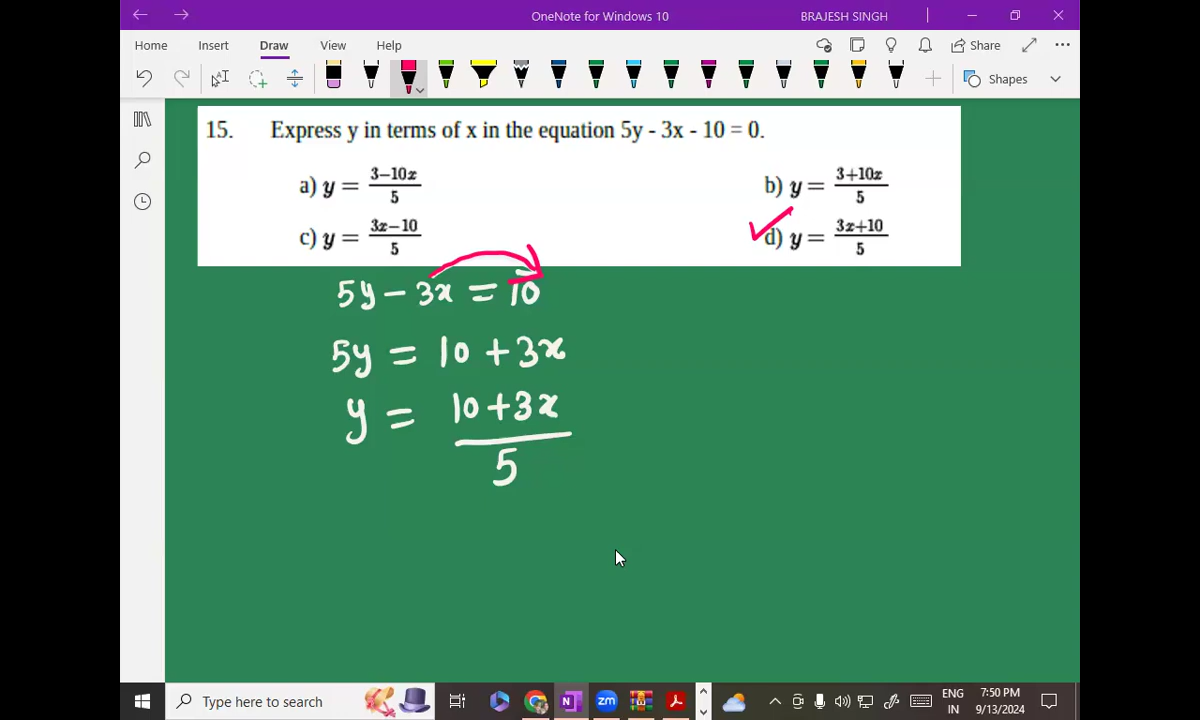 OneNote for Windows 10
BRAJESH SINGH
Home Insert Draw View Help
Share
Shapes
15. Express y in terms of x in the equation 5y - 3x - 10 = 0.
a) y = 3−10x/5
b) y = 3+10x/5
c) y = 3x−10/5
d) y = 3x+10/5
5y − 3x = 10
5y = 10 + 3x
y = 10+3x/5
Type here to search
zm
ENG
IN
7:50 PM
9/13/2024